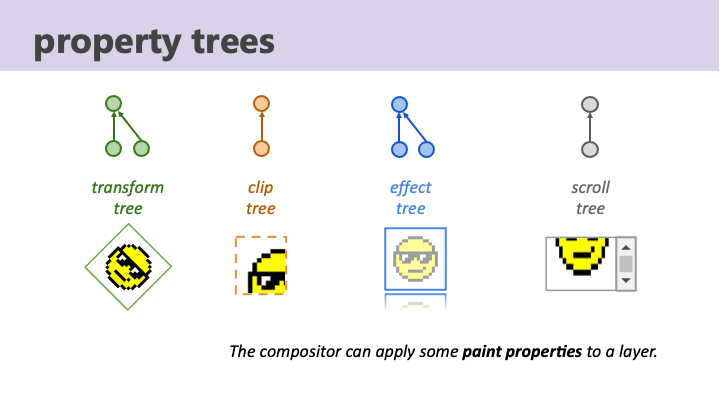 property trees
transform
tree
clip
tree
effect
tree
scroll
tree
The compositor can apply some paint properties to a layer.